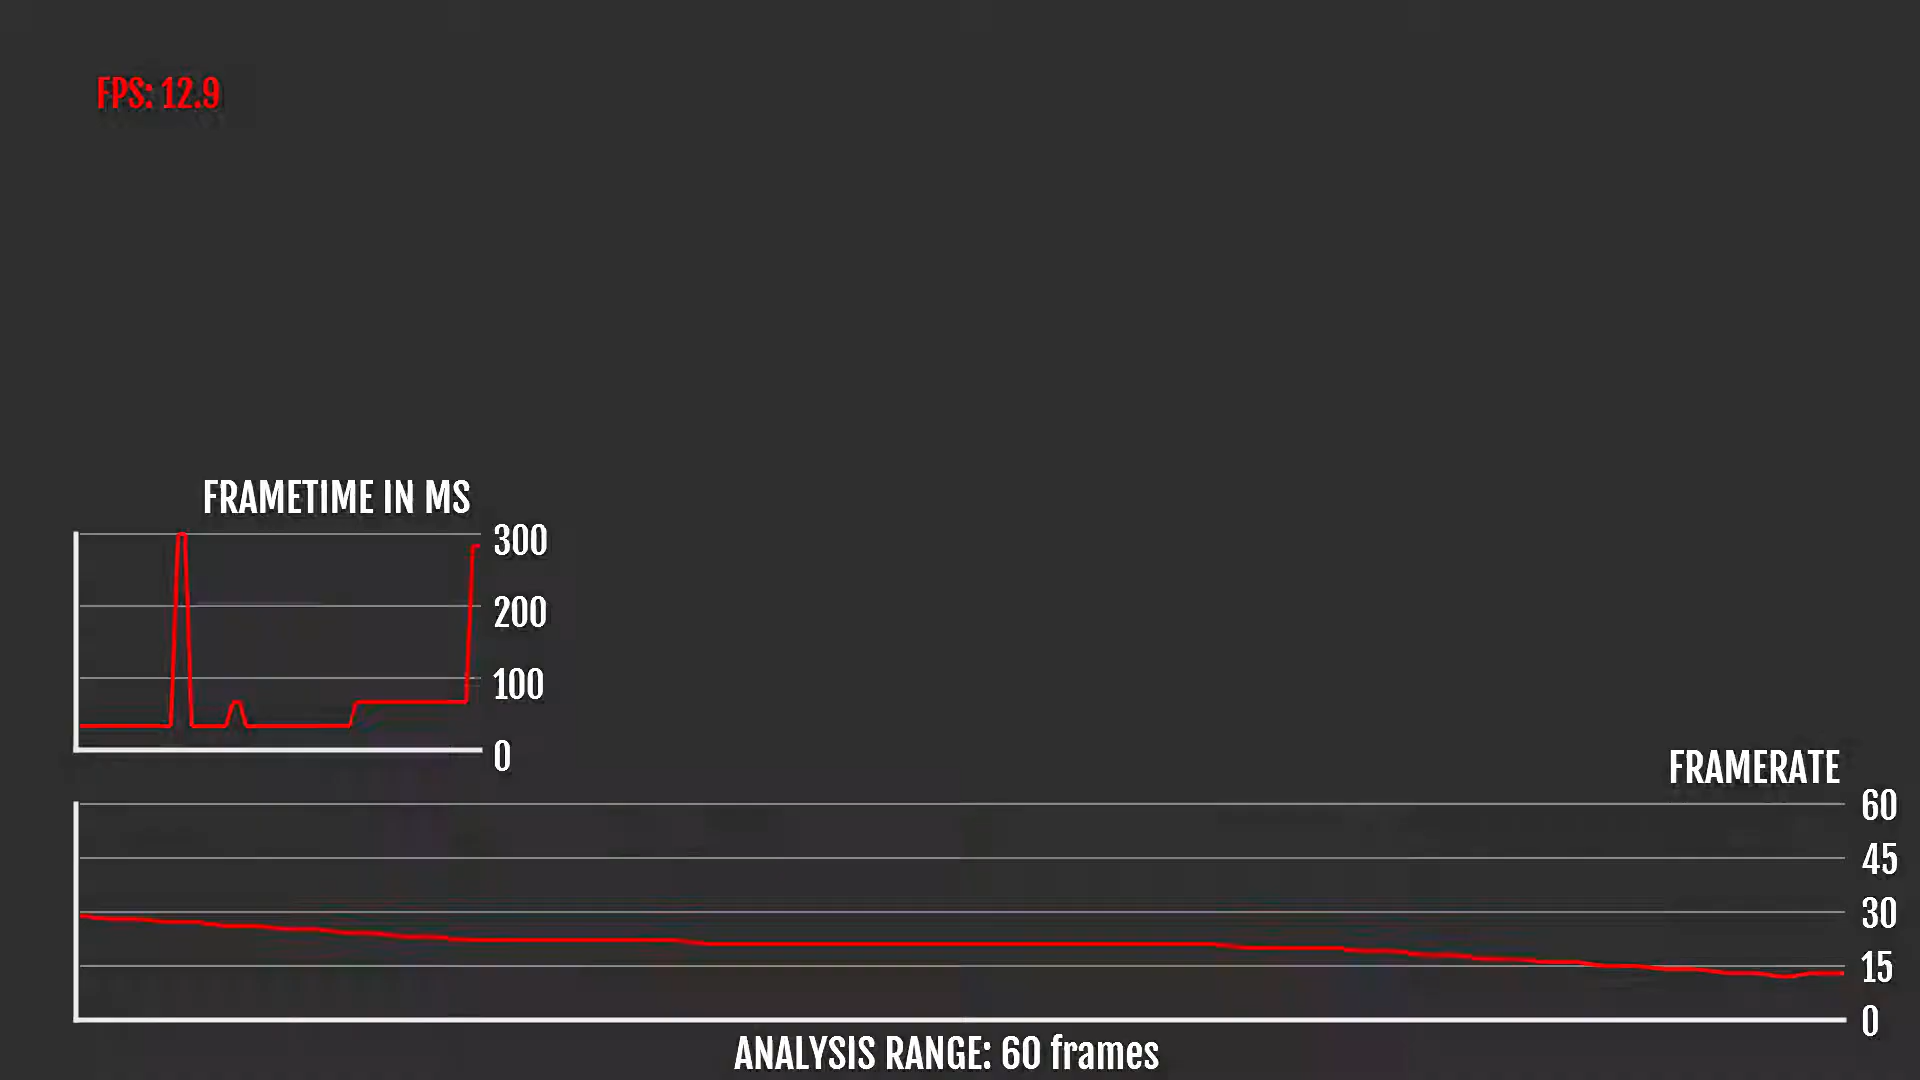 FPS: 12.9
FRAMETIME IN MS
300
200
100
0
FRAMERATE
60
45
30
15
0
ANALYSIS RANGE: 60 frames